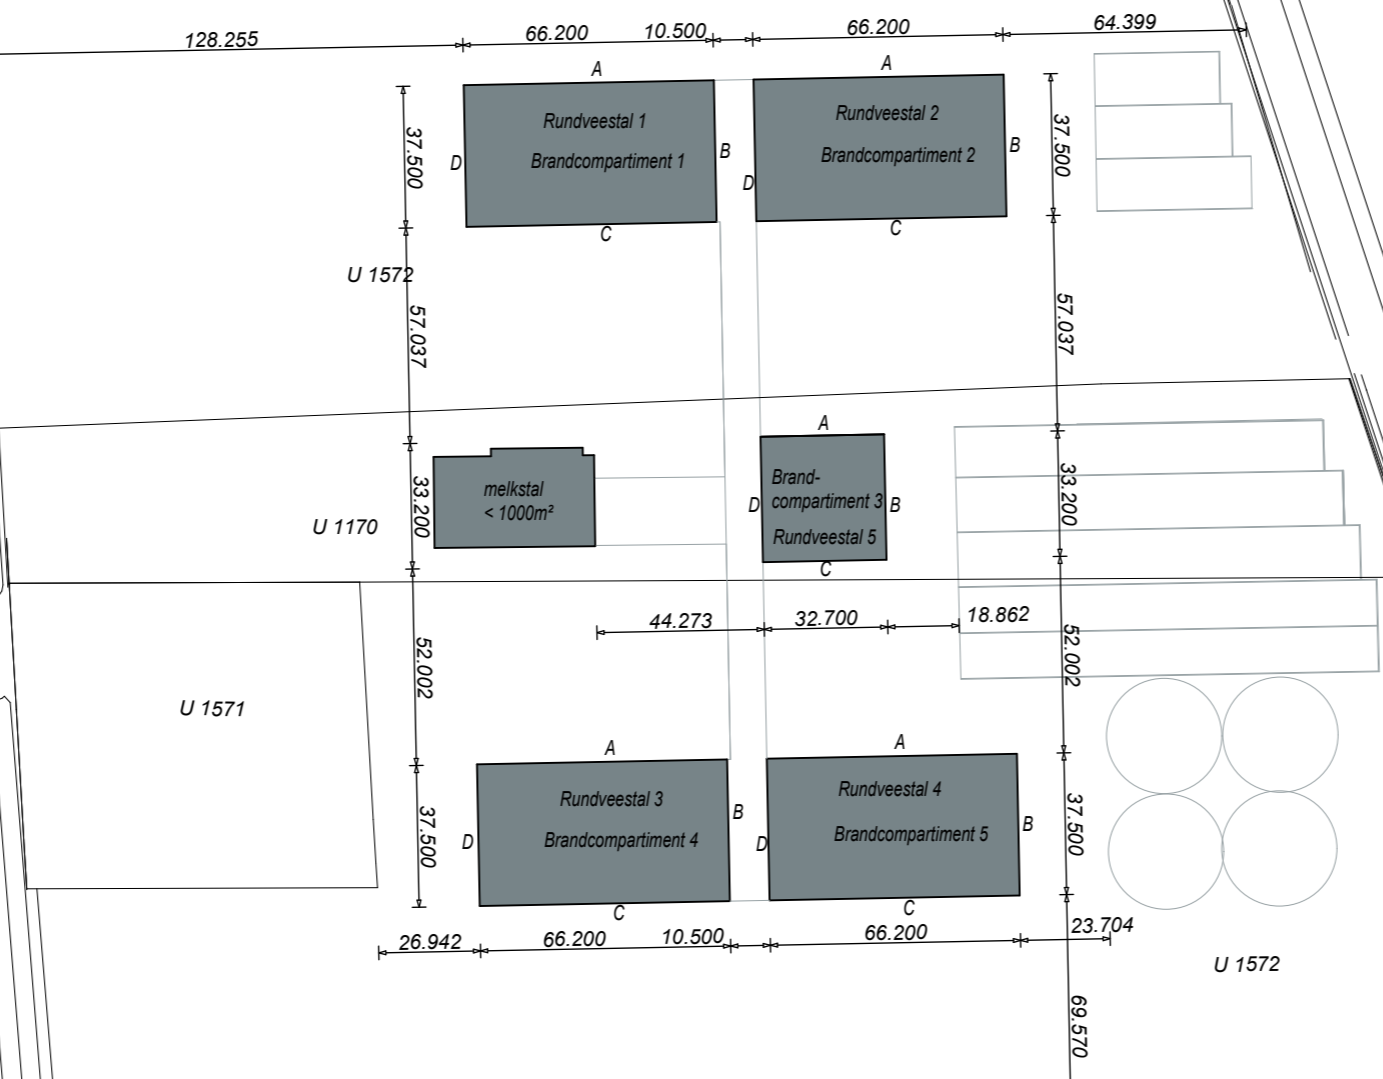 128.255
66.200
10.500
66.200
64.399
A
A
37.500
D
Rundveestal 1
Brandcompartiment 1
B
D
Rundveestal 2
Brandcompartiment 2
B
37.500
C
C
U 1572
57.037
57.037
A
33.200
melkstal
< 1000m²
D
Brand-
compartiment 3
Rundveestal 5
B
33.200
U 1170
C
44.273
32.700
18.862
52.002
52.002
U 1571
A
A
37.500
D
Rundveestal 3
Brandcompartiment 4
B
D
Rundveestal 4
Brandcompartiment 5
B
37.500
C
C
26.942
66.200
10.500
66.200
23.704
U 1572
69.570